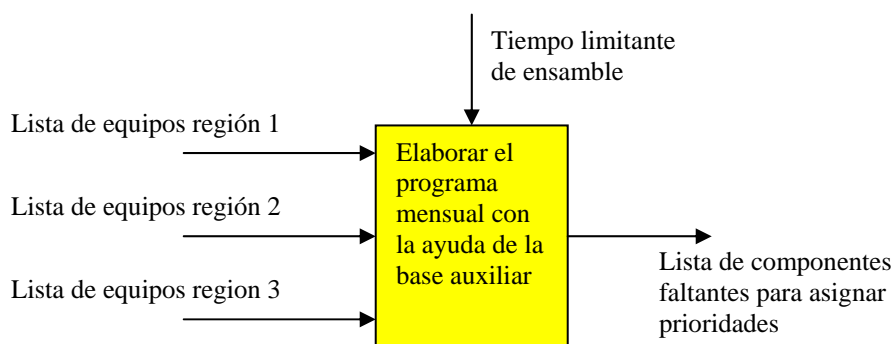 Tiempo limitante
de ensamble
Lista de equipos región 1
Lista de equipos región 2
Lista de equipos region 3
Elaborar el
programa
mensual con
la ayuda de la
base auxiliar
Lista de componentes
faltantes para asignar
prioridades